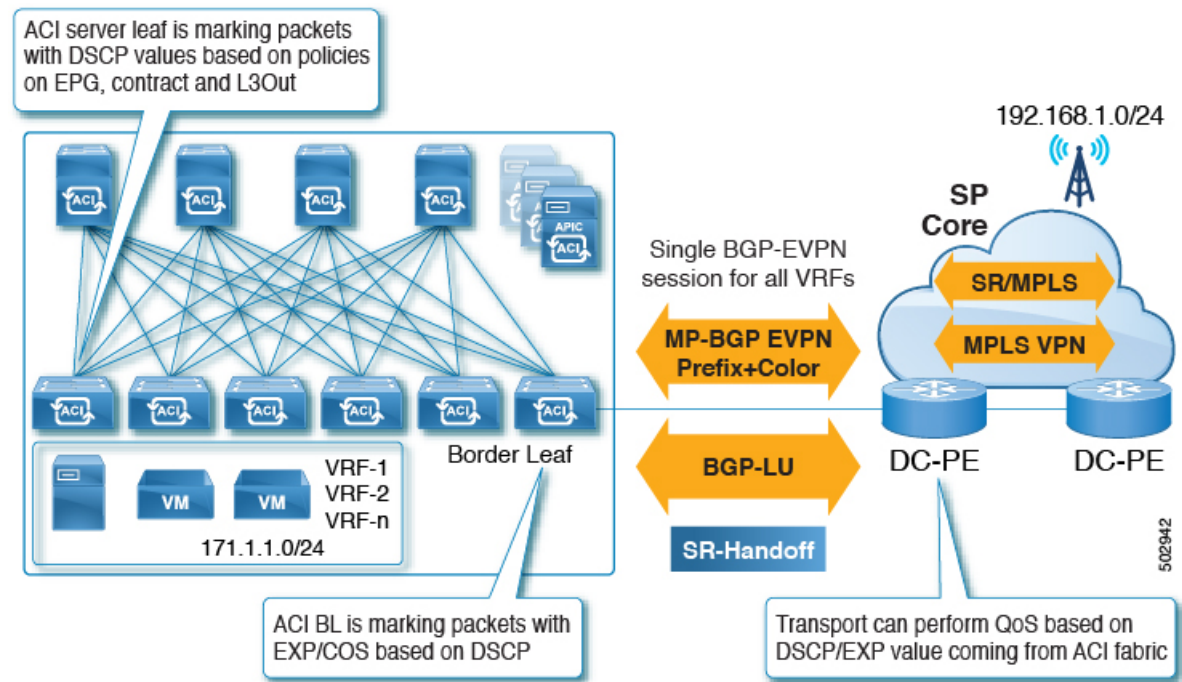 ACI server leaf is marking packets
with DSCP values based on policies
on EPG, contract and L3Out
192.168.1.0/24
ACI
ACI
ACI
ACI
APIC
ACI
SP
Core
Single BGP-EVPN
session for all VRFs
SR/MPLS
MPLS VPN
MP-BGP EVPN
Prefix+Color
ACI
ACI
ACI
ACI
ACI
ACI
Border Leaf
BGP-LU
DC-PE
DC-PE
VM
VM
VRF-1
VRF-2
VRF-n
171.1.1.0/24
SR-Handoff
502942
ACI BL is marking packets with
EXP/COS based on DSCP
Transport can perform QoS based on
DSCP/EXP value coming from ACI fabric